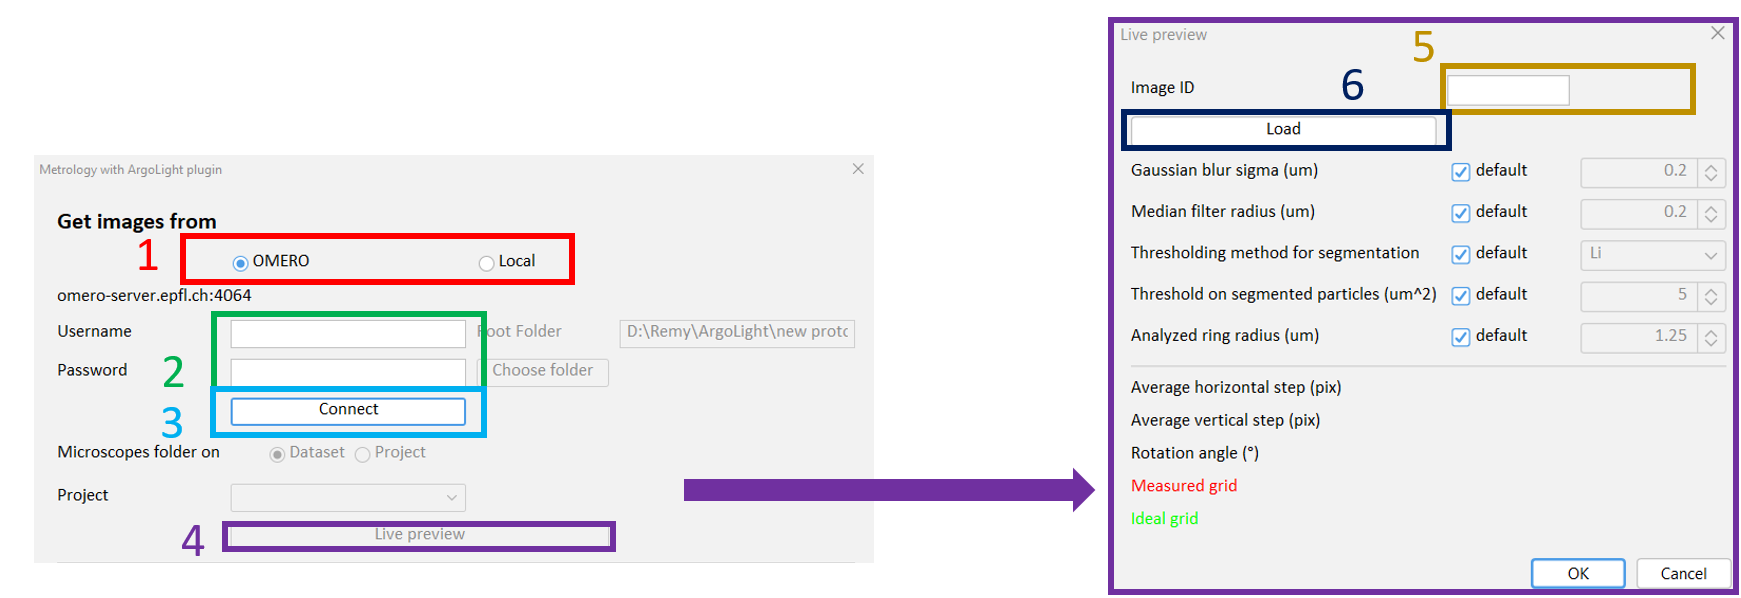 Metrology with ArgoLight plugin
Get images from
1
OMERO
Local
omero-server.epfl.ch:4064
Username
Root Folder
D:\Remy\ArgoLight\new proto
2
Password
Choose folder
3
Connect
Microscopes folder on
Dataset
Project
Project
4
Live preview
Live preview
5
Image ID
6
Load
Gaussian blur sigma (um)
default
0.2
Median filter radius (um)
default
0.2
Thresholding method for segmentation
default
Li
Threshold on segmented particles (um^2)
default
5
Analyzed ring radius (um)
default
1.25
Average horizontal step (pix)
Average vertical step (pix)
Rotation angle (°)
Measured grid
Ideal grid
OK
Cancel